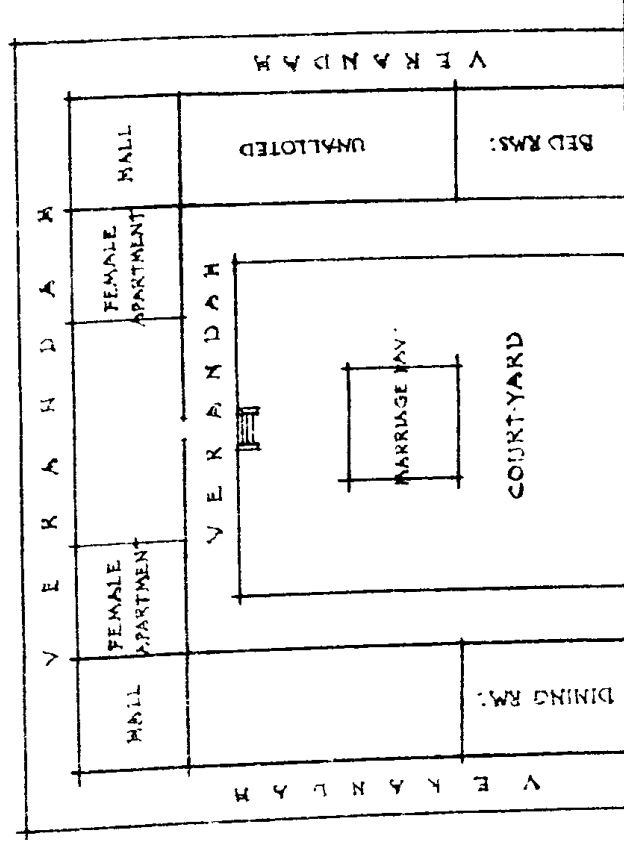 VERANDAH
HALL
UNALLOTED
BED RMS:
VERANDAH
FEMALE
APARTMENT
VERANDAH
MARRIAGE PAV.
COURT-YARD
FEMALE
APARTMENT
HALL
DINING RM:
VERANDAH